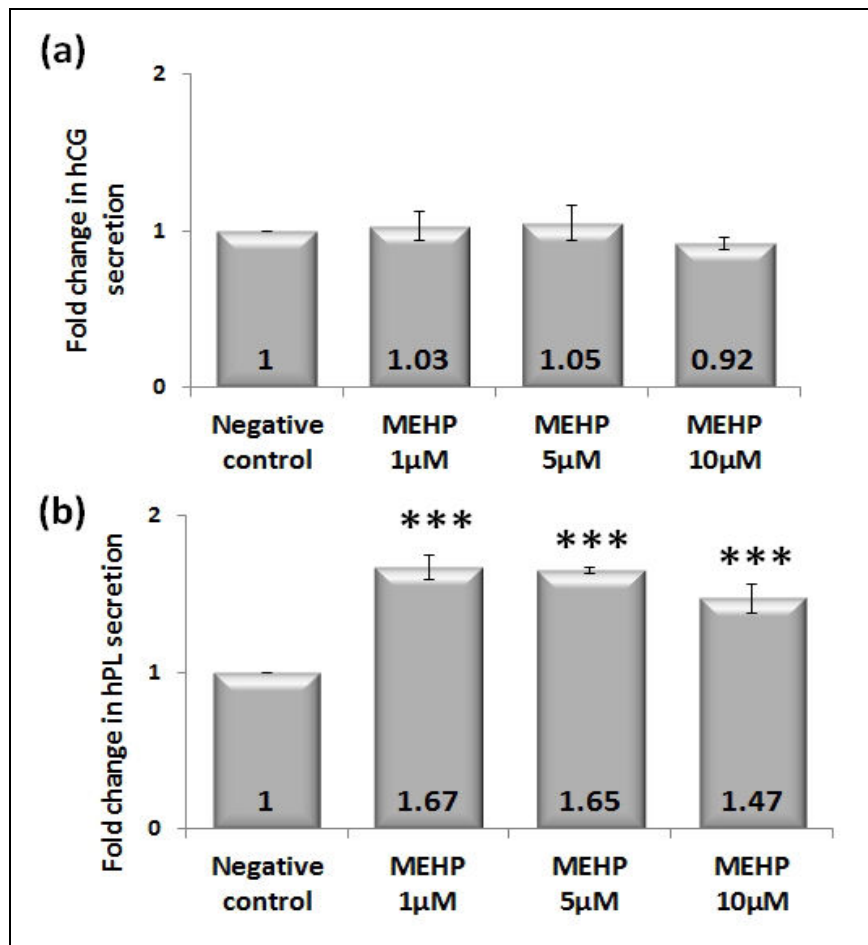 (a)
Fold change in hCG
secretion
2
1
0
1
1.03
1.05
0.92
Negative
control
MEHP
1μM
MEHP
5μM
MEHP
10μM
(b)
Fold change in hPL secretion
2
1
0
***
***
***
1
1.67
1.65
1.47
Negative
control
MEHP
1μM
MEHP
5μM
MEHP
10μM